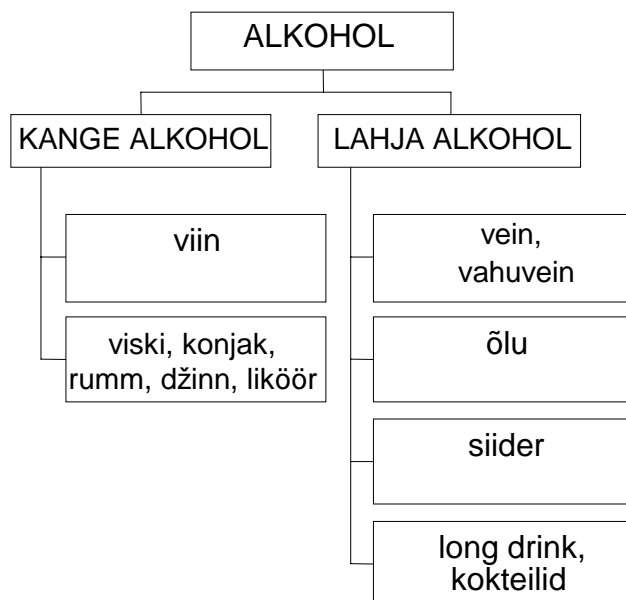 ALKOHOL
KANGE ALKOHOL
LAHJA ALKOHOL
viin
viski, konjak,
rumm, džinn, liköör
vein,
vahuvein
õlu
siider
long drink,
kokteilid